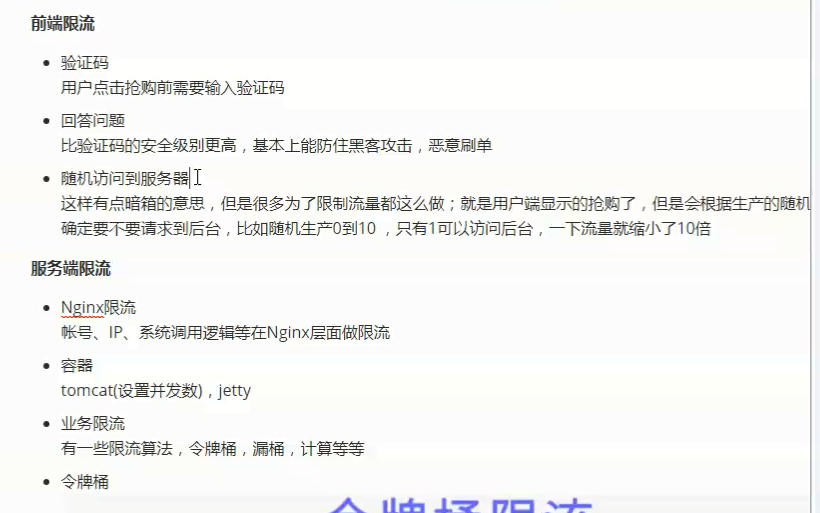 前端限流
验证码
用户点击抢购前需要输入验证码
回答问题
比验证码的安全级别更高，基本上能防住黑客攻击，恶意刷单
随机访问到服务器
这样有点暗箱的意思，但是很多为了限制流量都这么做；就是用户端显示的抢购了，但是会根据生产的随机
确定要不要请求到后台，比如随机生产0到10 ，只有1可以访问后台，一下流量就缩小了10倍
服务端限流
Nginx限流
帐号、IP、系统调用逻辑等在Nginx层面做限流
容器
tomcat(设置并发数)，jetty
业务限流
有一些限流算法，令牌桶，漏桶，计算等等
令牌桶
令牌桶限流